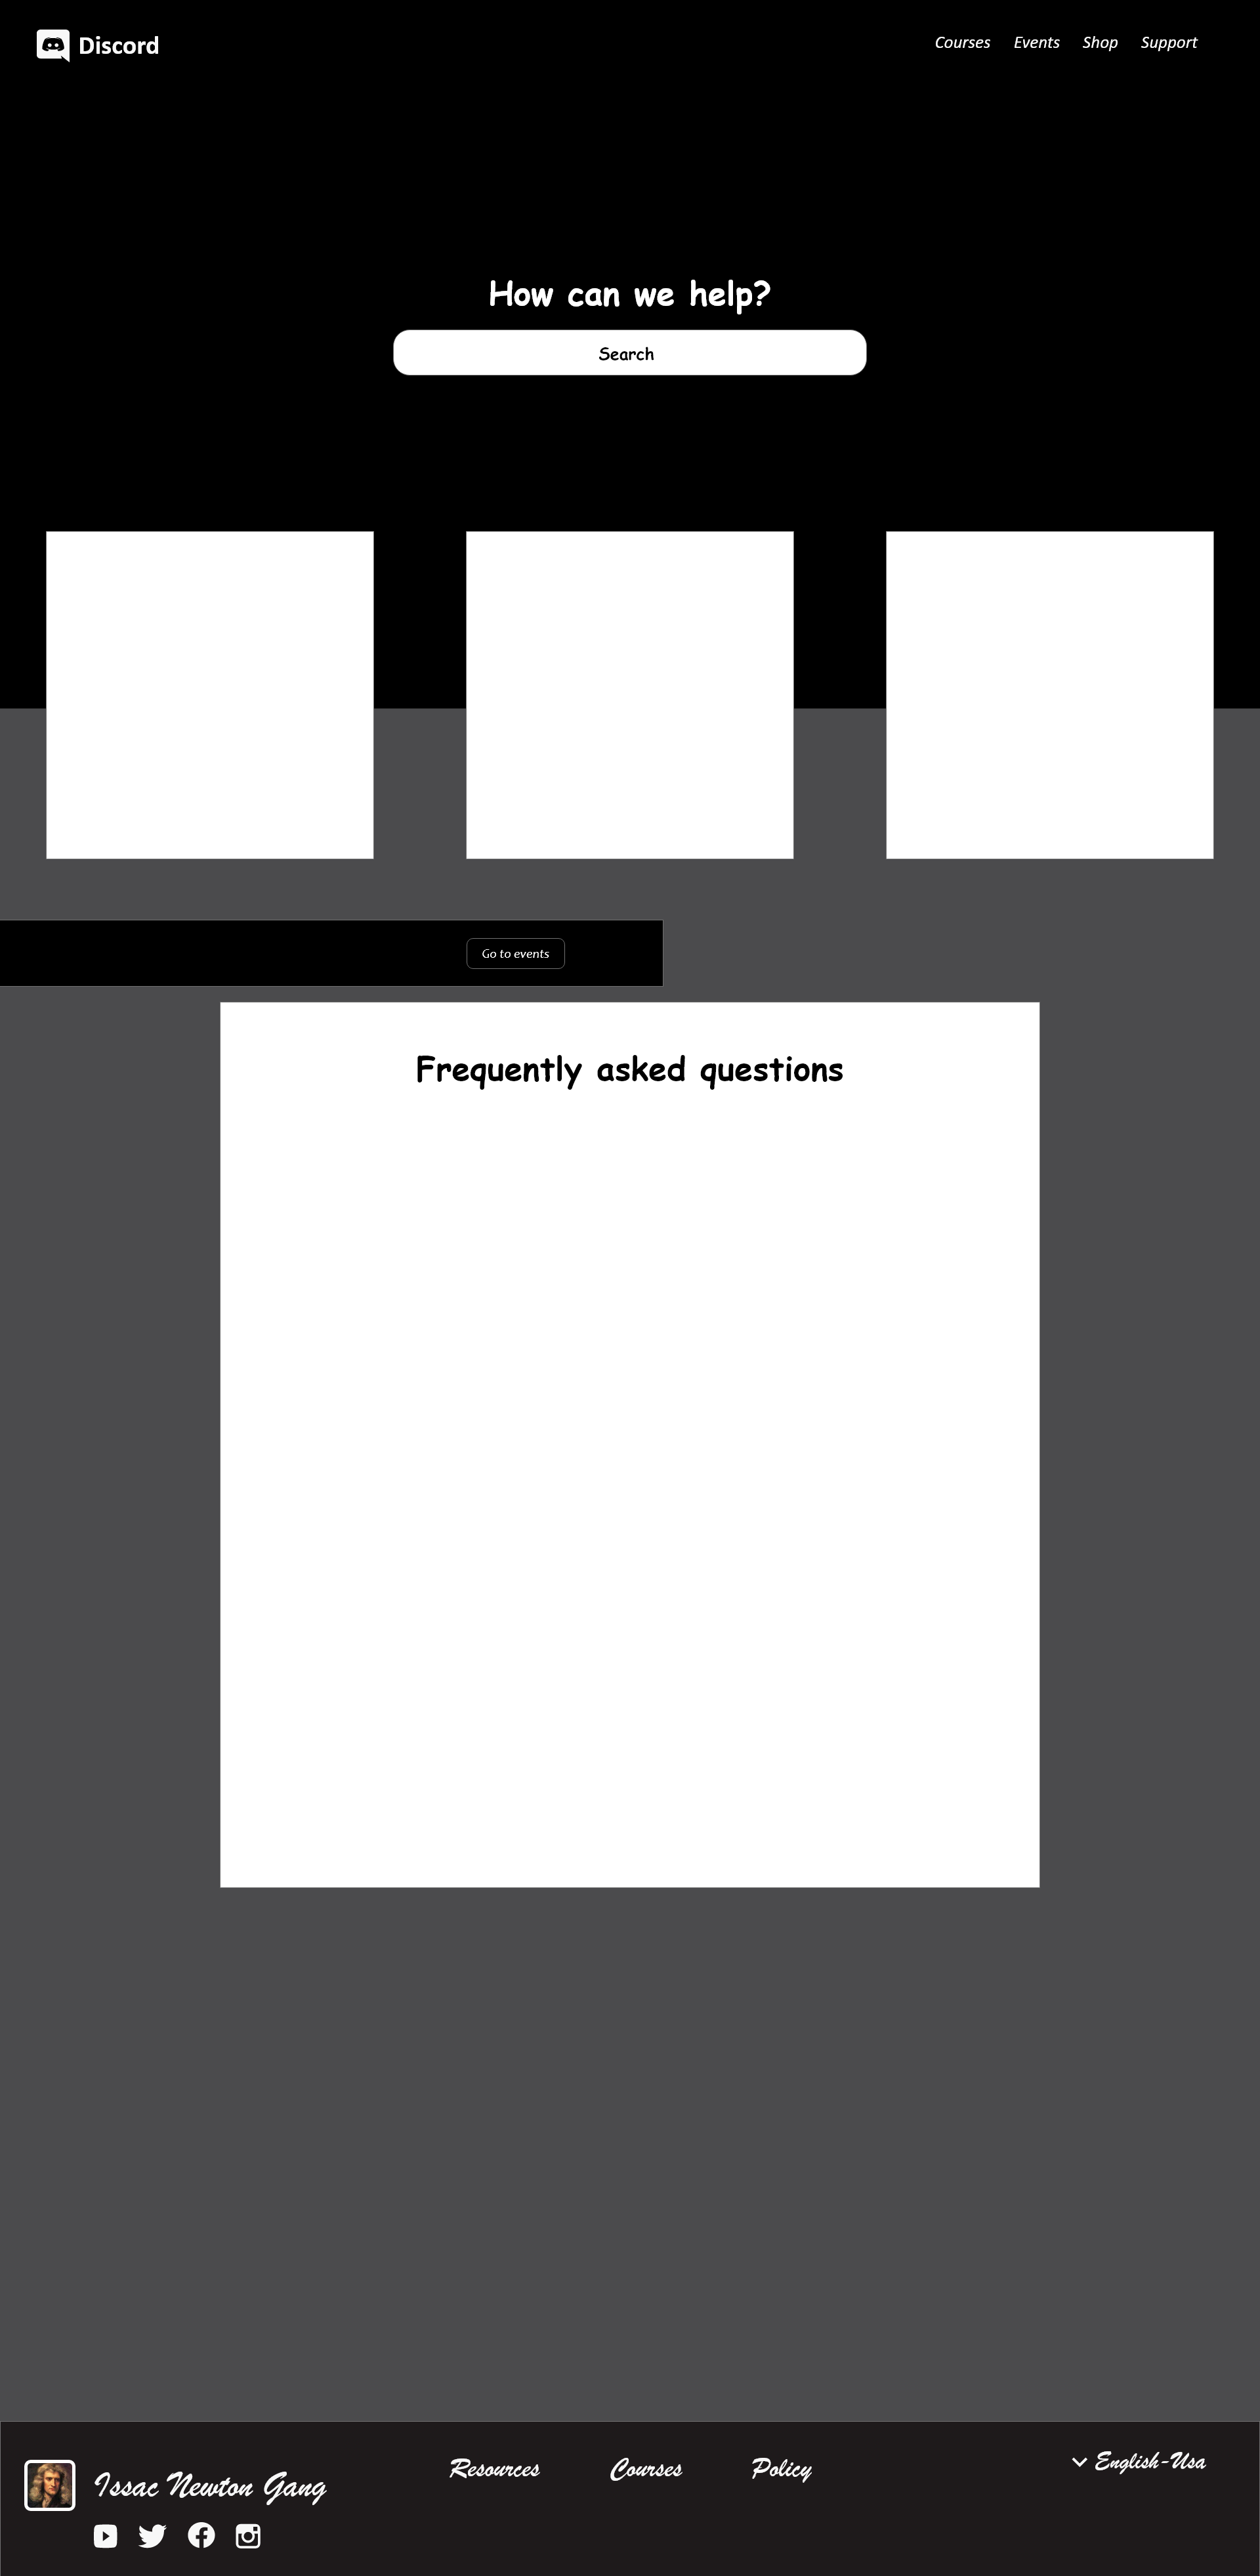 Discord
Courses Events Shop Support
How can we help?
Search
Go to events
Frequently asked questions
Issac Newton Gang
Resources Courses Policy
English-Usa